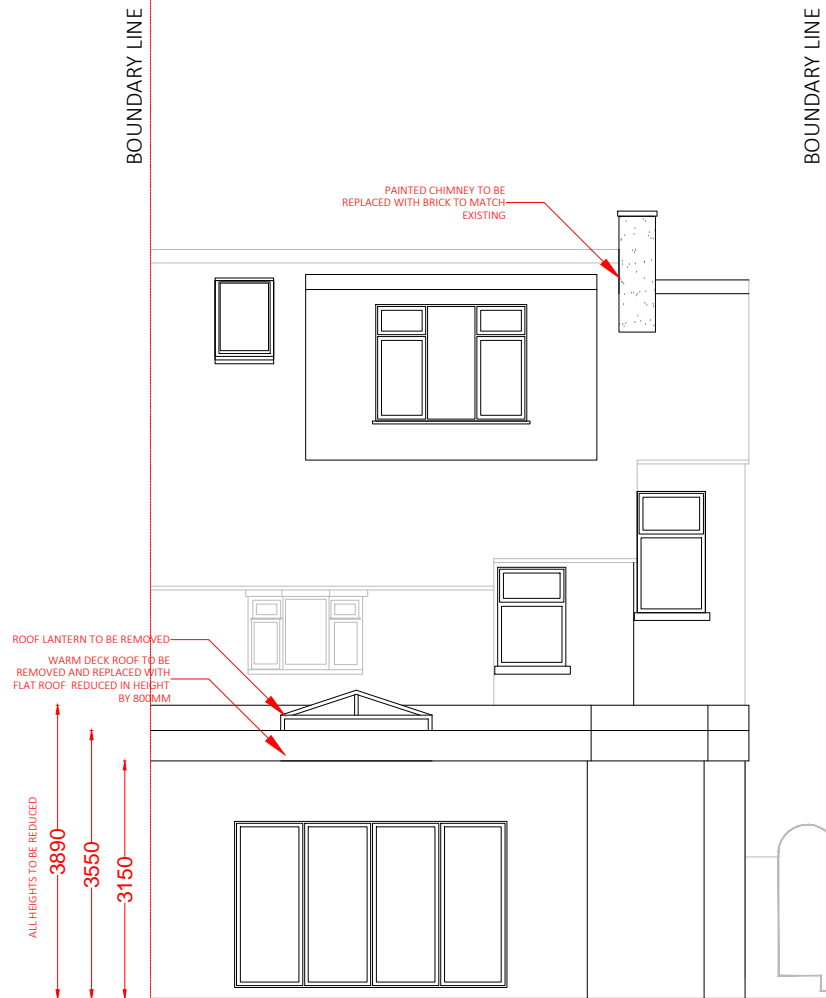 BOUNDARY LINE
BOUNDARY LINE
PAINTED CHIMNEY TO BE
REPLACED WITH BRICK TO MATCH
EXISTING
ROOF LANTERN TO BE REMOVED
WARM DECK ROOF TO BE
REMOVED AND REPLACED WITH
FLAT ROOF REDUCED IN HEIGHT
BY 800MM
ALL HEIGHTS TO BE REDUCED
3890
3550
3150